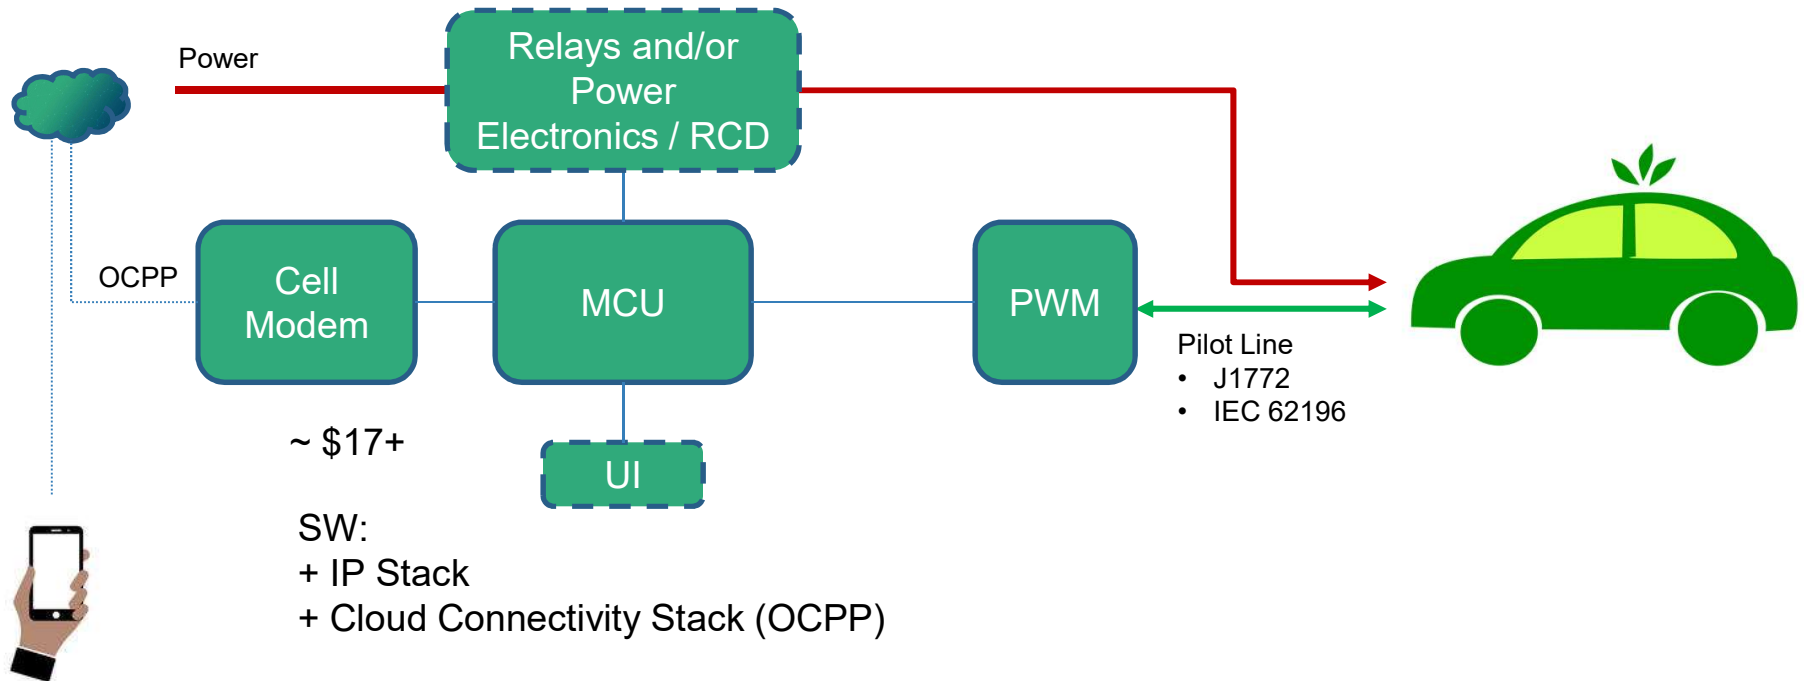 Power
Relays and/or
Power
Electronics / RCD
OCPP
Cell
Modem
MCU
PWM
Pilot Line
• J1772
• IEC 62196
~ $17+
UI
SW:
+ IP Stack
+ Cloud Connectivity Stack (OCPP)